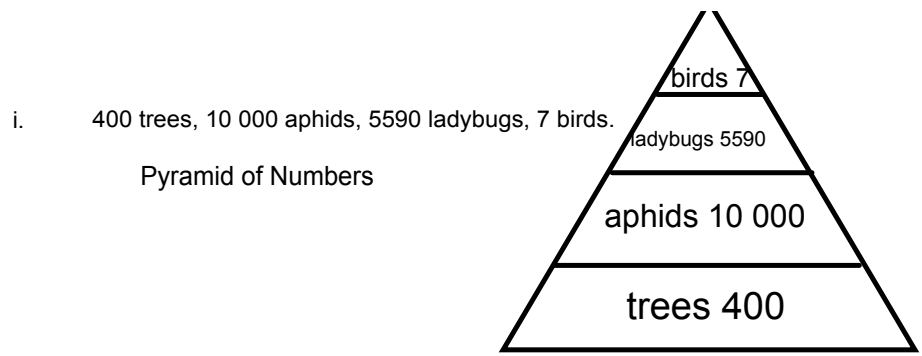 birds 7
i. 400 trees, 10 000 aphids, 5590 ladybugs, 7 birds.
ladybugs 5590
Pyramid of Numbers
aphids 10 000
trees 400